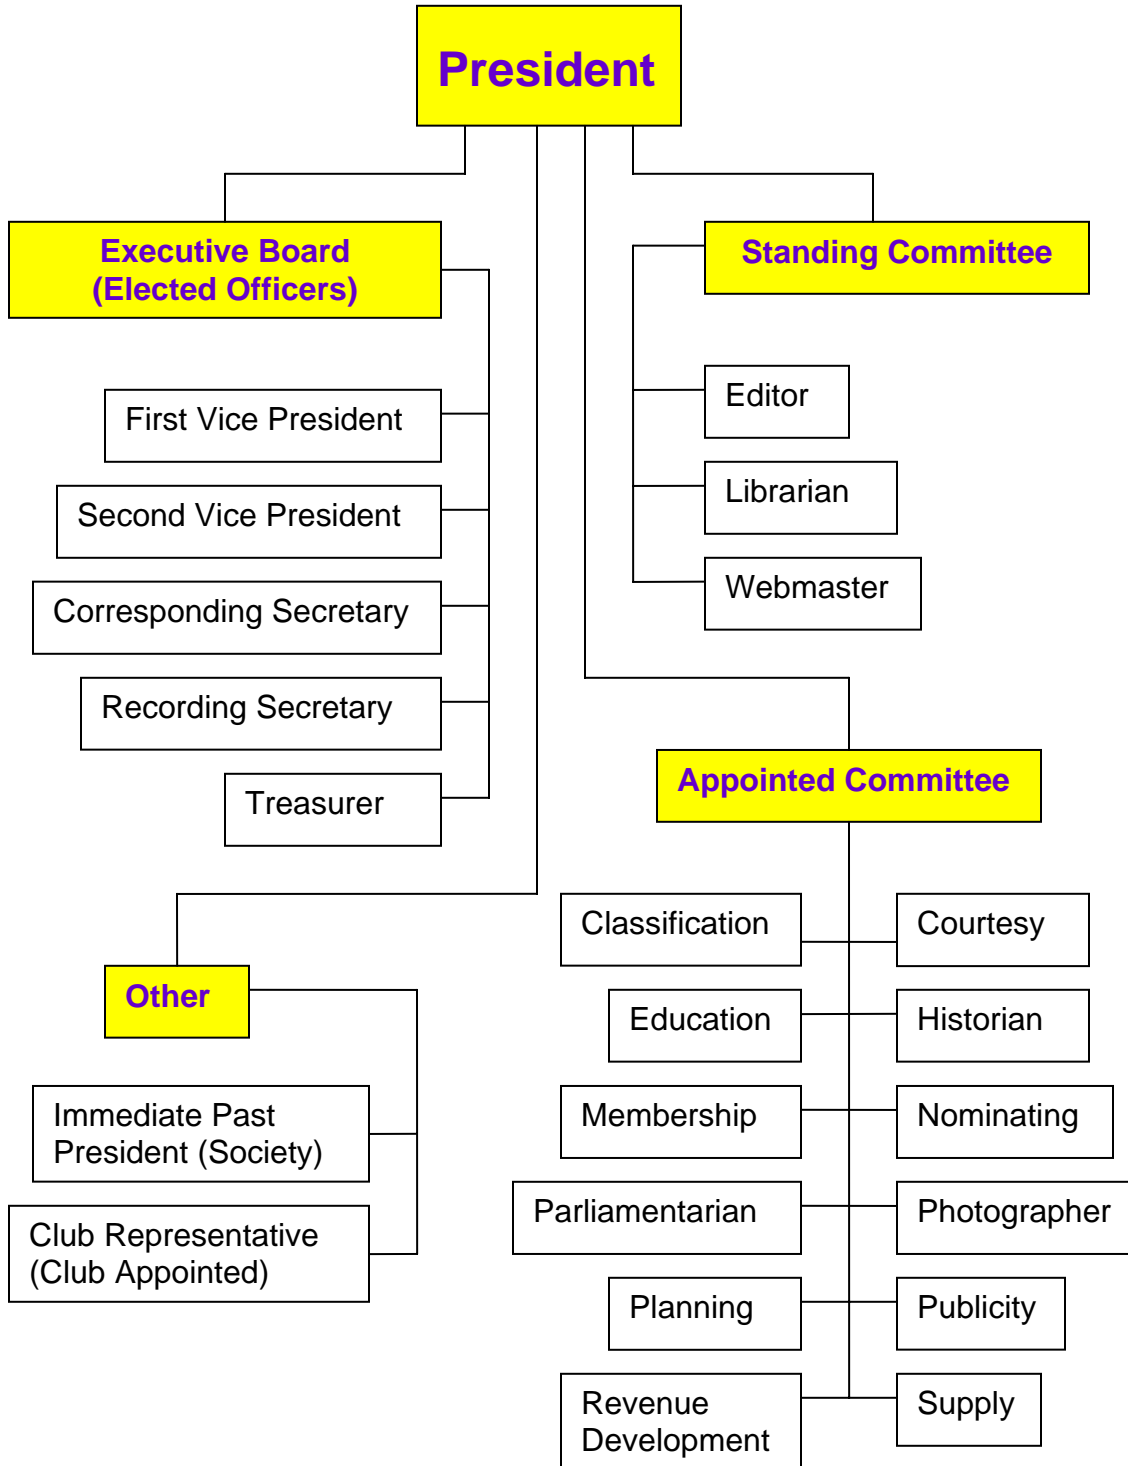 President
Executive Board
(Elected Officers)
First Vice President
Second Vice President
Corresponding Secretary
Recording Secretary
Treasurer
Standing Committee
Editor
Librarian
Webmaster
Other
Immediate Past
President (Society)
Club Representative
(Club Appointed)
Appointed Committee
Classification
Courtesy
Education
Historian
Membership
Nominating
Parliamentarian
Photographer
Planning
Publicity
Revenue
Development
Supply